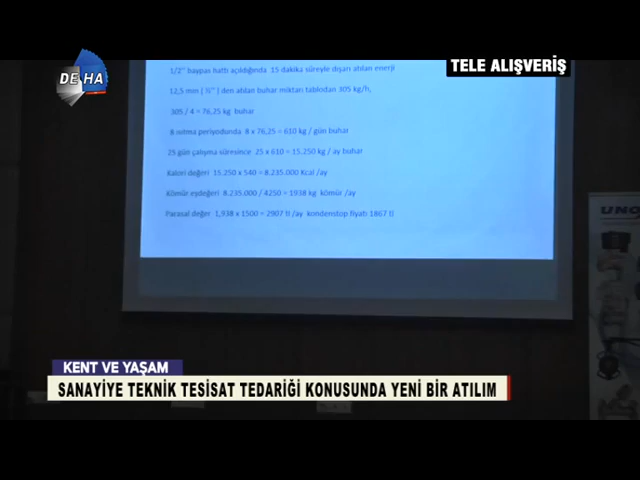 DEHA
TELE ALIŞVERİŞ
1/2'' baypas hattı açıldığında 15 dakika süreyle dışarı atılan enerji
12,5 mm ( ½'' ) den atılan buhar miktarı tablodan 305 kg/h,
305 / 4 = 76,25 kg buhar
8 ısıtma periyodunda 8 x 76,25 = 610 kg / gün buhar
25 gün çalışma süresince 25 x 610 = 15.250 kg / ay buhar
Kalori değeri 15.250 x 540 = 8.235.000 Kcal /ay
Kömür eşdeğeri 8.235.000 / 4250 = 1938 kg kömür /ay
Parasal değer 1,938 x 1500 = 2907 tl /ay kondenstop fiyatı 1867 tl
KENT VE YAŞAM
SANAYİYE TEKNİK TESİSAT TEDARİĞİ KONUSUNDA YENİ BİR ATILIM